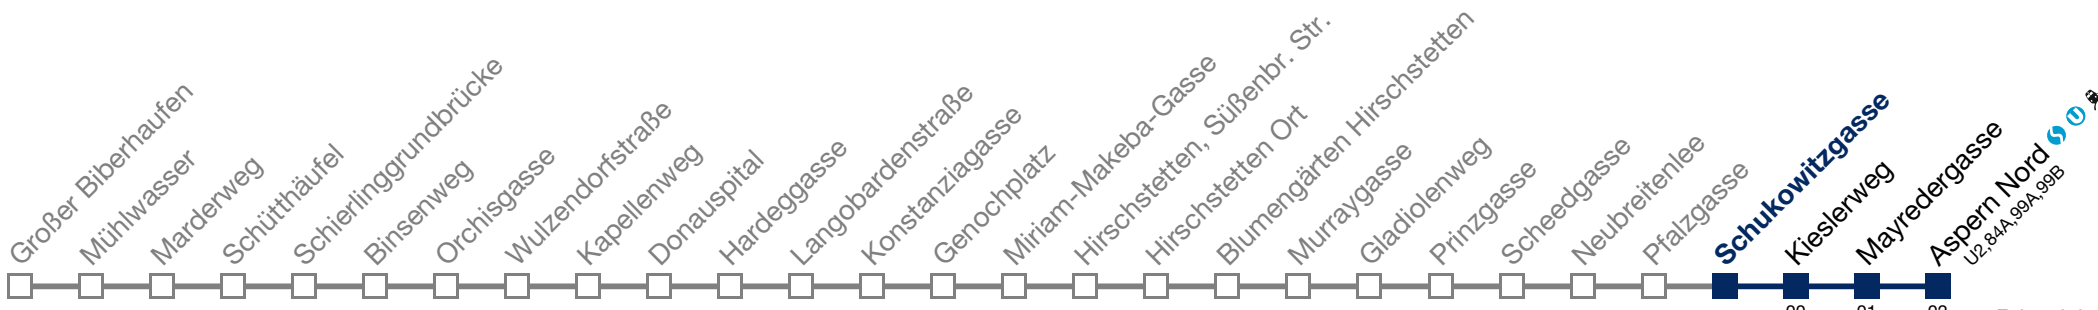 Großer Biberhaufen
Mühlwasser
Marderweg
Schütthäufel
Schierlinggrundbrücke
Binsenweg
Orchisgasse
Wulzendorfstraße
Kapellenweg
Donauspital
Hardeggasse
Langobardenstraße
Konstanziagasse
Genochplatz
Miriam-Makeba-Gasse
Hirschstetten, Süßenbr. Str.
Hirschstetten Ort
Blumengärten Hirschstetten
Murraygasse
Gladiolenweg
Prinzgasse
Scheedgasse
Neubreitenlee
Pfalzgasse
Schukowitzgasse
Kieslerweg
Mayredergasse
Aspern Nord
U2,84A,99A,99B